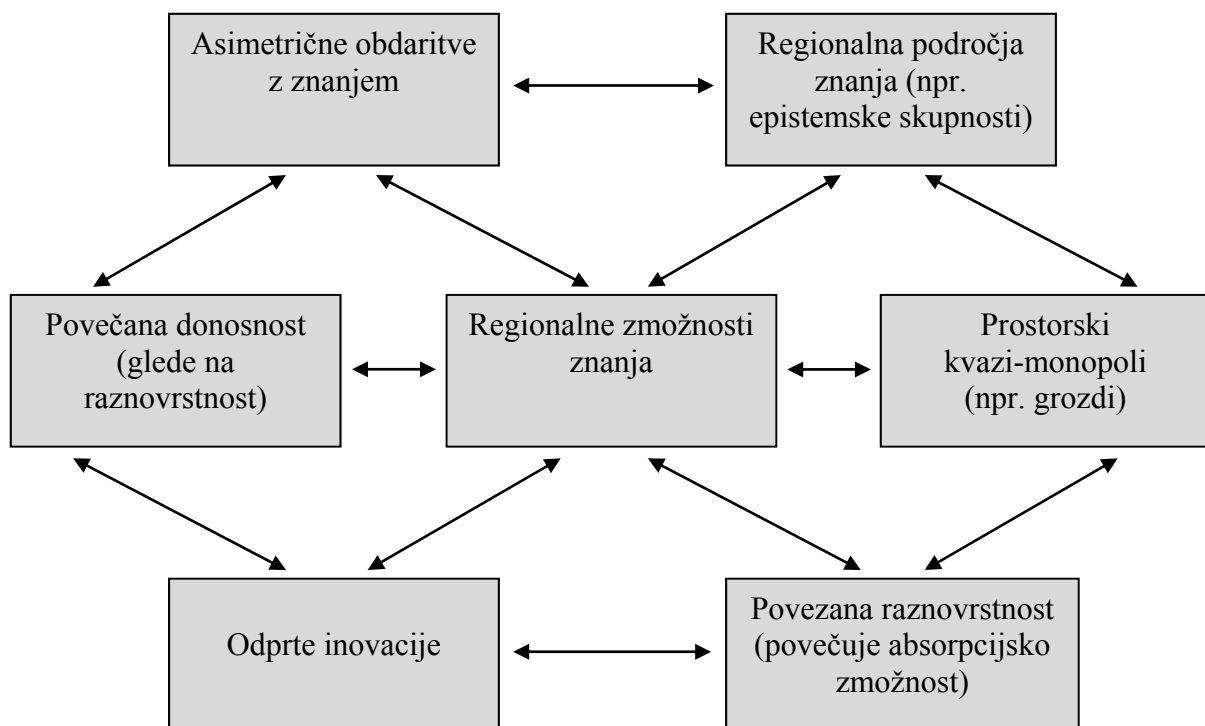 Asimetrične obdaritve
z znanjem
Regionalna področja
znanja (npr.
epistemske skupnosti)
Povečana donosnost
(glede na
raznovrstnost)
Regionalne zmožnosti
znanja
Prostorski
kvazi-monopoli
(npr. grozdi)
Odprte inovacije
Povezana raznovrstnost
(povečuje absorpcijsko
zmožnost)